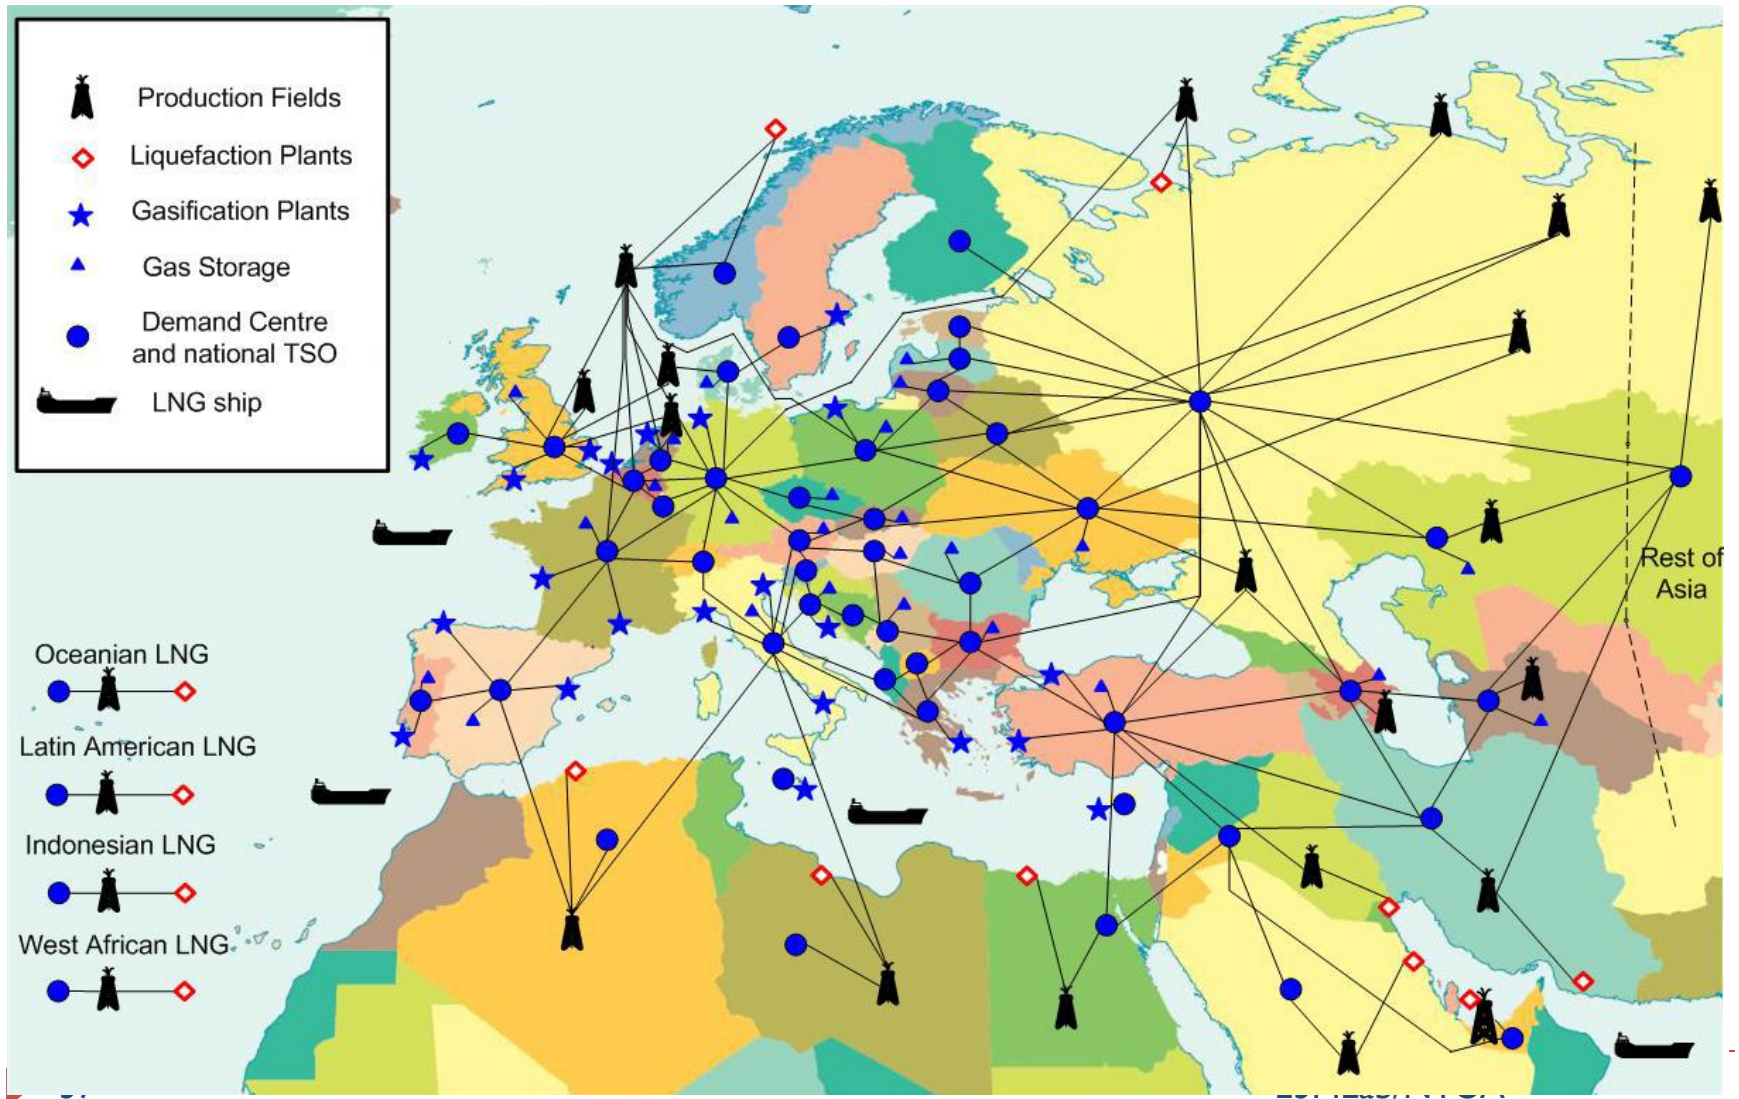 Production Fields
Liquefaction Plants
Gasification Plants
Gas Storage
Demand Centre
and national TSO
LNG ship
Rest of
Asia
Oceanian LNG
Latin American LNG
Indonesian LNG
West African LNG